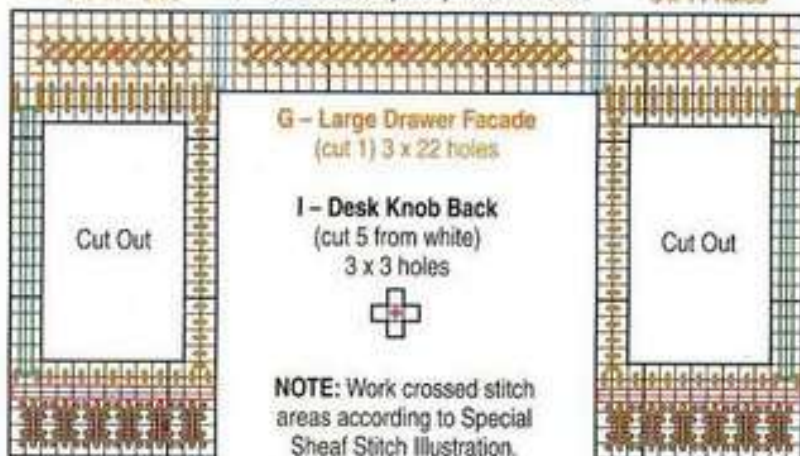 Cut Out
G – Large Drawer Facade
(cut 1) 3 x 22 holes
I – Desk Knob Back
(cut 5 from white)
3 x 3 holes
NOTE: Work crossed stitch
areas according to Special
Sheaf Stitch Illustration.
Cut Out